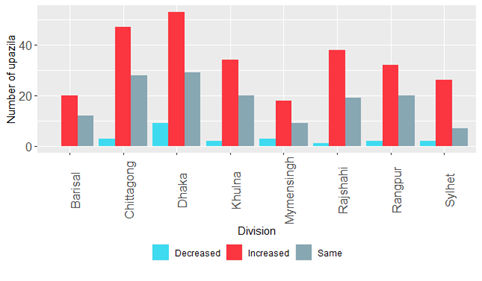 Number of upazila
40
20
0
Barisal
Chittagong
Dhaka
Khulna
Mymensingh
Rajshahi
Rangpur
Sylhet
Division
Decreased Increased Same